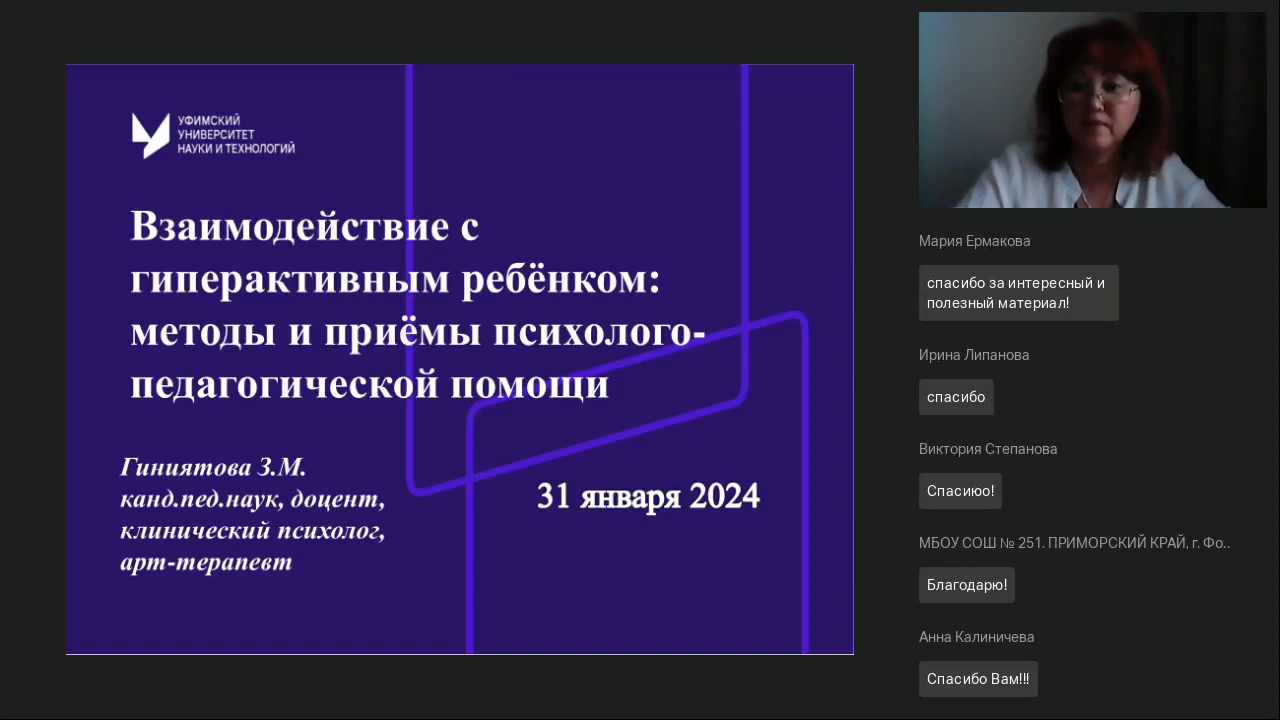 УФИМСКИЙ
УНИВЕРСИТЕТ
НАУКИ И ТЕХНОЛОГИЙ
Взаимодействие с
гиперактивным ребёнком:
методы и приёмы психолого-
педагогической помощи
Гиниятова З.М.
канд.пед.наук, доцент,
клинический психолог,
арт-терапевт
31 января 2024
Мария Ермакова
спасибо за интересный и
полезный материал!
Ирина Липанова
спасибо
Виктория Степанова
Спасиюо!
МБОУ СОШ № 251. ПРИМОРСКИЙ КРАЙ, г. Фо..
Благодарю!
Анна Калиничева
Спасибо Вам!!!